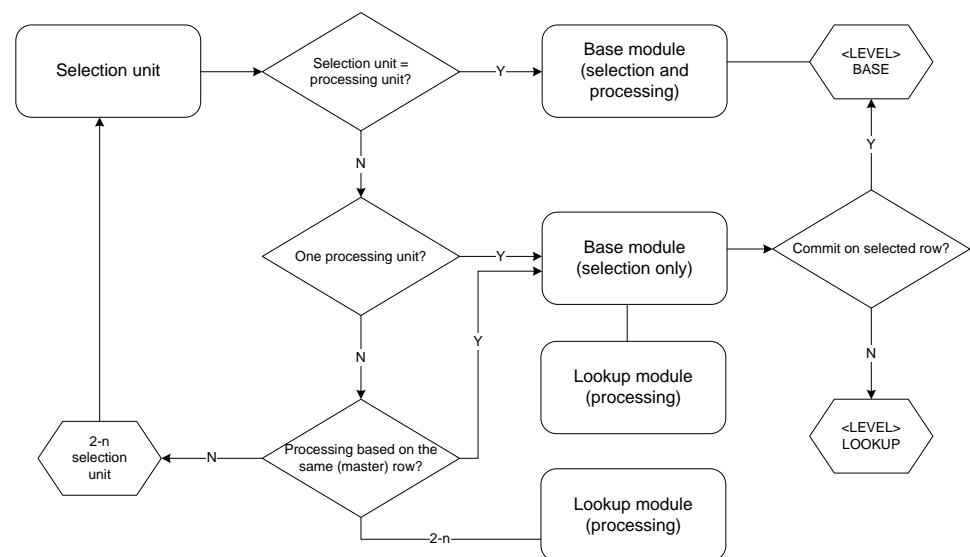 Selection unit
Selection unit =
processing unit?
Y
Base module
(selection and
processing)
<LEVEL>
BASE
N
Y
One processing unit?
Y
Base module
(selection only)
Commit on selected row?
N
Y
N
Lookup module
(processing)
2-n
selection
unit
N
Processing based on the
same (master) row?
<LEVEL>
LOOKUP
Lookup module
(processing)
2-n